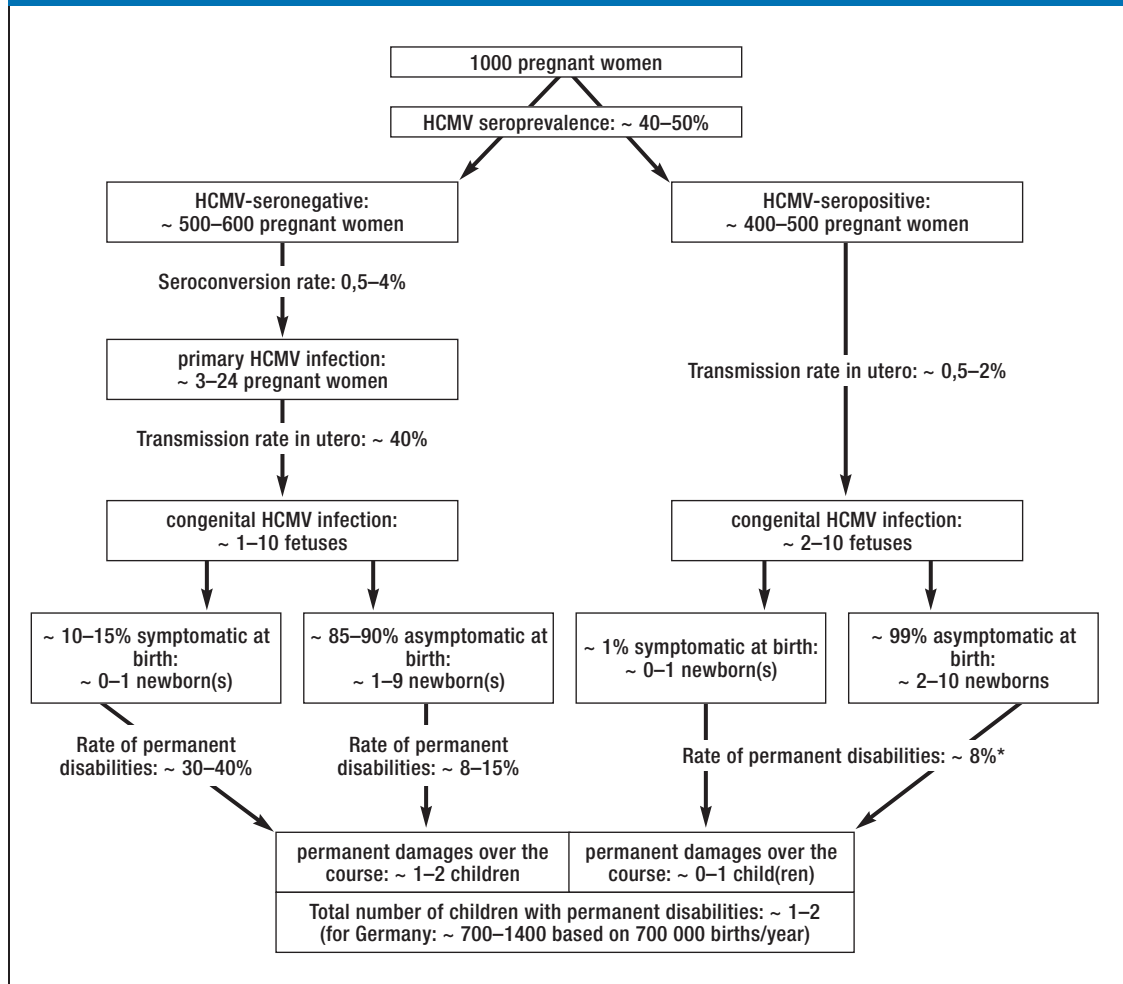 1000 pregnant women
HCMV seroprevalence: ~ 40–50%
HCMV-seronegative:
~ 500–600 pregnant women
HCMV-seropositive:
~ 400–500 pregnant women
Seroconversion rate: 0,5–4%
primary HCMV infection:
~ 3–24 pregnant women
Transmission rate in utero: ~ 0,5–2%
Transmission rate in utero: ~ 40%
congenital HCMV infection:
~ 1–10 fetuses
congenital HCMV infection:
~ 2–10 fetuses
~ 10–15% symptomatic at
birth:
~ 0–1 newborn(s)
~ 85–90% asymptomatic at
birth:
~ 1–9 newborn(s)
~ 1% symptomatic at birth:
~ 0–1 newborn(s)
~ 99% asymptomatic at
birth:
~ 2–10 newborns
Rate of permanent
disabilities: ~ 30–40%
Rate of permanent
disabilities: ~ 8–15%
Rate of permanent disabilities: ~ 8%*
permanent damages over the
course: ~ 1–2 children
permanent damages over the
course: ~ 0–1 child(ren)
Total number of children with permanent disabilities: ~ 1–2
(for Germany: ~ 700–1400 based on 700 000 births/year)